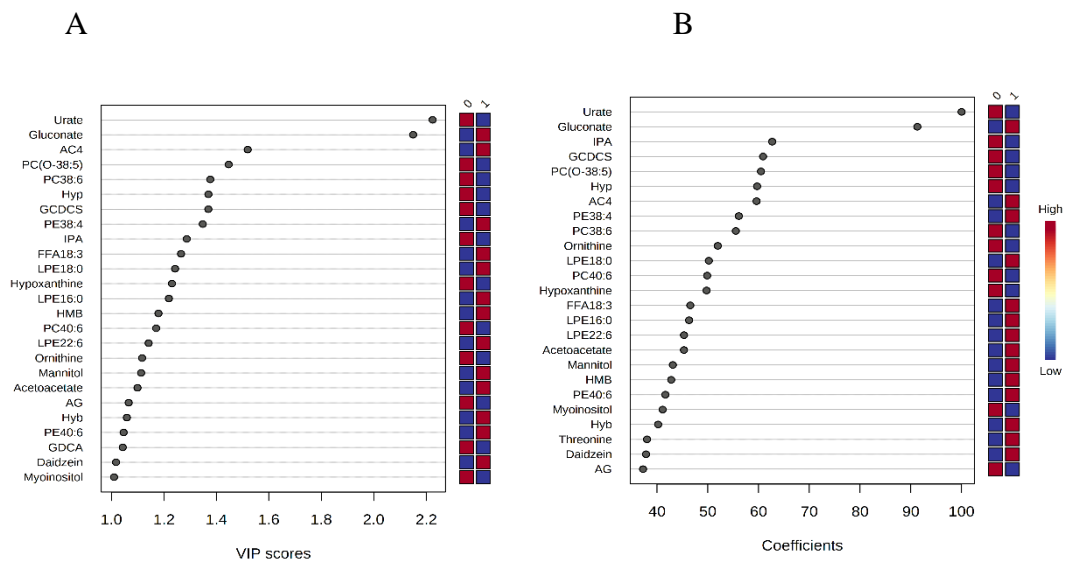 A
B
0 1
Urate
Gluconate
AC4
PC(O-38:5)
PC38:6
Hyp
GCDCS
PE38:4
IPA
FFA18:3
LPE18:0
Hypoxanthine
LPE16:0
HMB
PC40:6
LPE22:6
Ornithine
Mannitol
Acetoacetate
AG
Hyb
PE40:6
GDCA
Daidzein
Myoinositol
1.0 1.2 1.4 1.6 1.8 2.0 2.2
VIP scores
0 1
Urate
Gluconate
IPA
GCDCS
PC(O-38:5)
Hyp
AC4
PE38:4
PC38:6
Ornithine
LPE18:0
PC40:6
Hypoxanthine
FFA18:3
LPE16:0
LPE22:6
Acetoacetate
Mannitol
HMB
PE40:6
Myoinositol
Hyb
Threonine
Daidzein
AG
40 50 60 70 80 90 100
Coefficients
High
Low